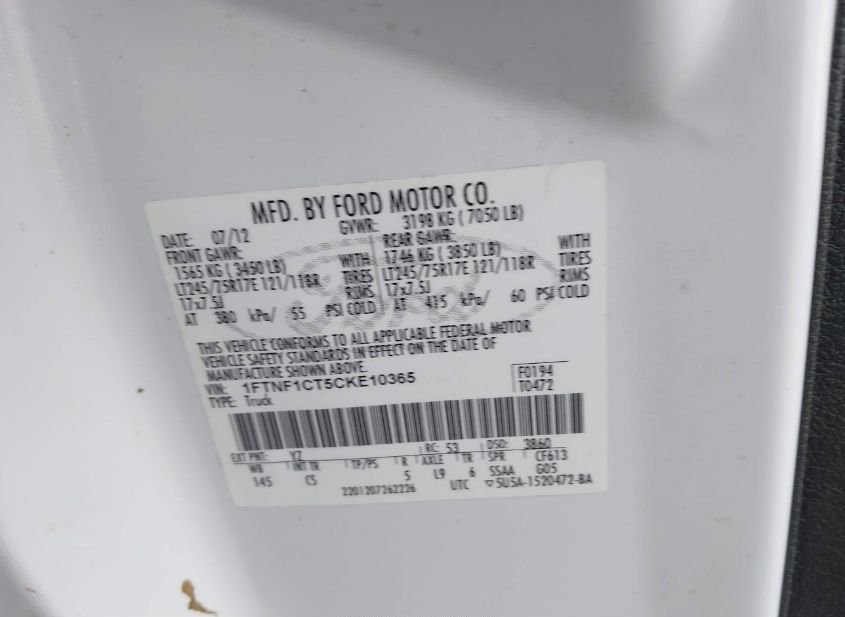 MFD. BY FORD MOTOR CO.
DATE: 07/12 GVWR: 3198 KG ( 7050 LB)
FRONT GAWR: REAR GAWR:
1565 KG ( 3450 LB) WITH 1746 KG ( 3850 LB) WITH
LT245/75R17E 121/118R TIRES LT245/75R17E 121/118R TIRES
17x7.5J RIMS 17x7.5J RIMS
AT 380 kPa/ 55 PSI COLD AT 415 kPa/ 60 PSI COLD
THIS VEHICLE CONFORMS TO ALL APPLICABLE FEDERAL MOTOR
VEHICLE SAFETY STANDARDS IN EFFECT ON THE DATE OF
MANUFACTURE SHOWN ABOVE.
VIN: 1FTNF1CT5CKE10365 F0194
TYPE: Truck T0472
EXT PNT: YZ RC: 53 DSO: 3860
WB INT TR TP/PS R AXLE TR SPR CF613
145 CS 5 L9 6 SSAA G05
2201207262226 UTC ▽5U5A-1520472-BA